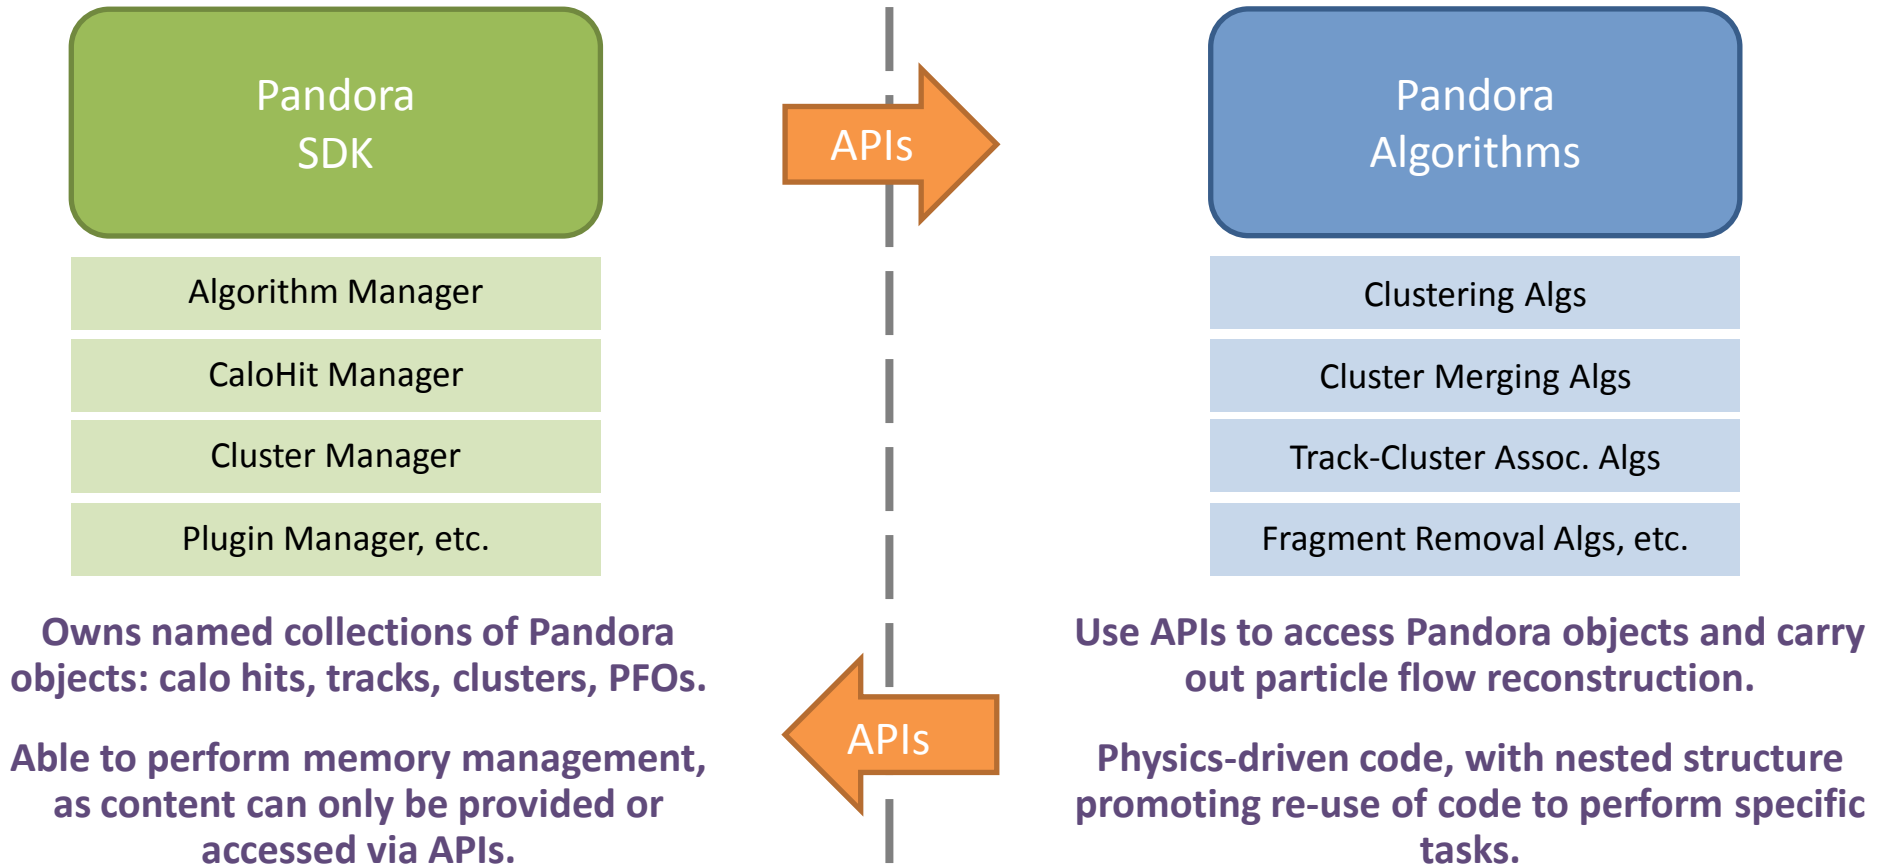 Pandora
SDK
Algorithm Manager
CaloHit Manager
Cluster Manager
Plugin Manager, etc.
Owns named collections of Pandora
objects: calo hits, tracks, clusters, PFOs.
Able to perform memory management,
as content can only be provided or
accessed via APIs.
APIs
APIs
Pandora
Algorithms
Clustering Algs
Cluster Merging Algs
Track-Cluster Assoc. Algs
Fragment Removal Algs, etc.
Use APIs to access Pandora objects and carry
out particle flow reconstruction.
Physics-driven code, with nested structure
promoting re-use of code to perform specific
tasks.